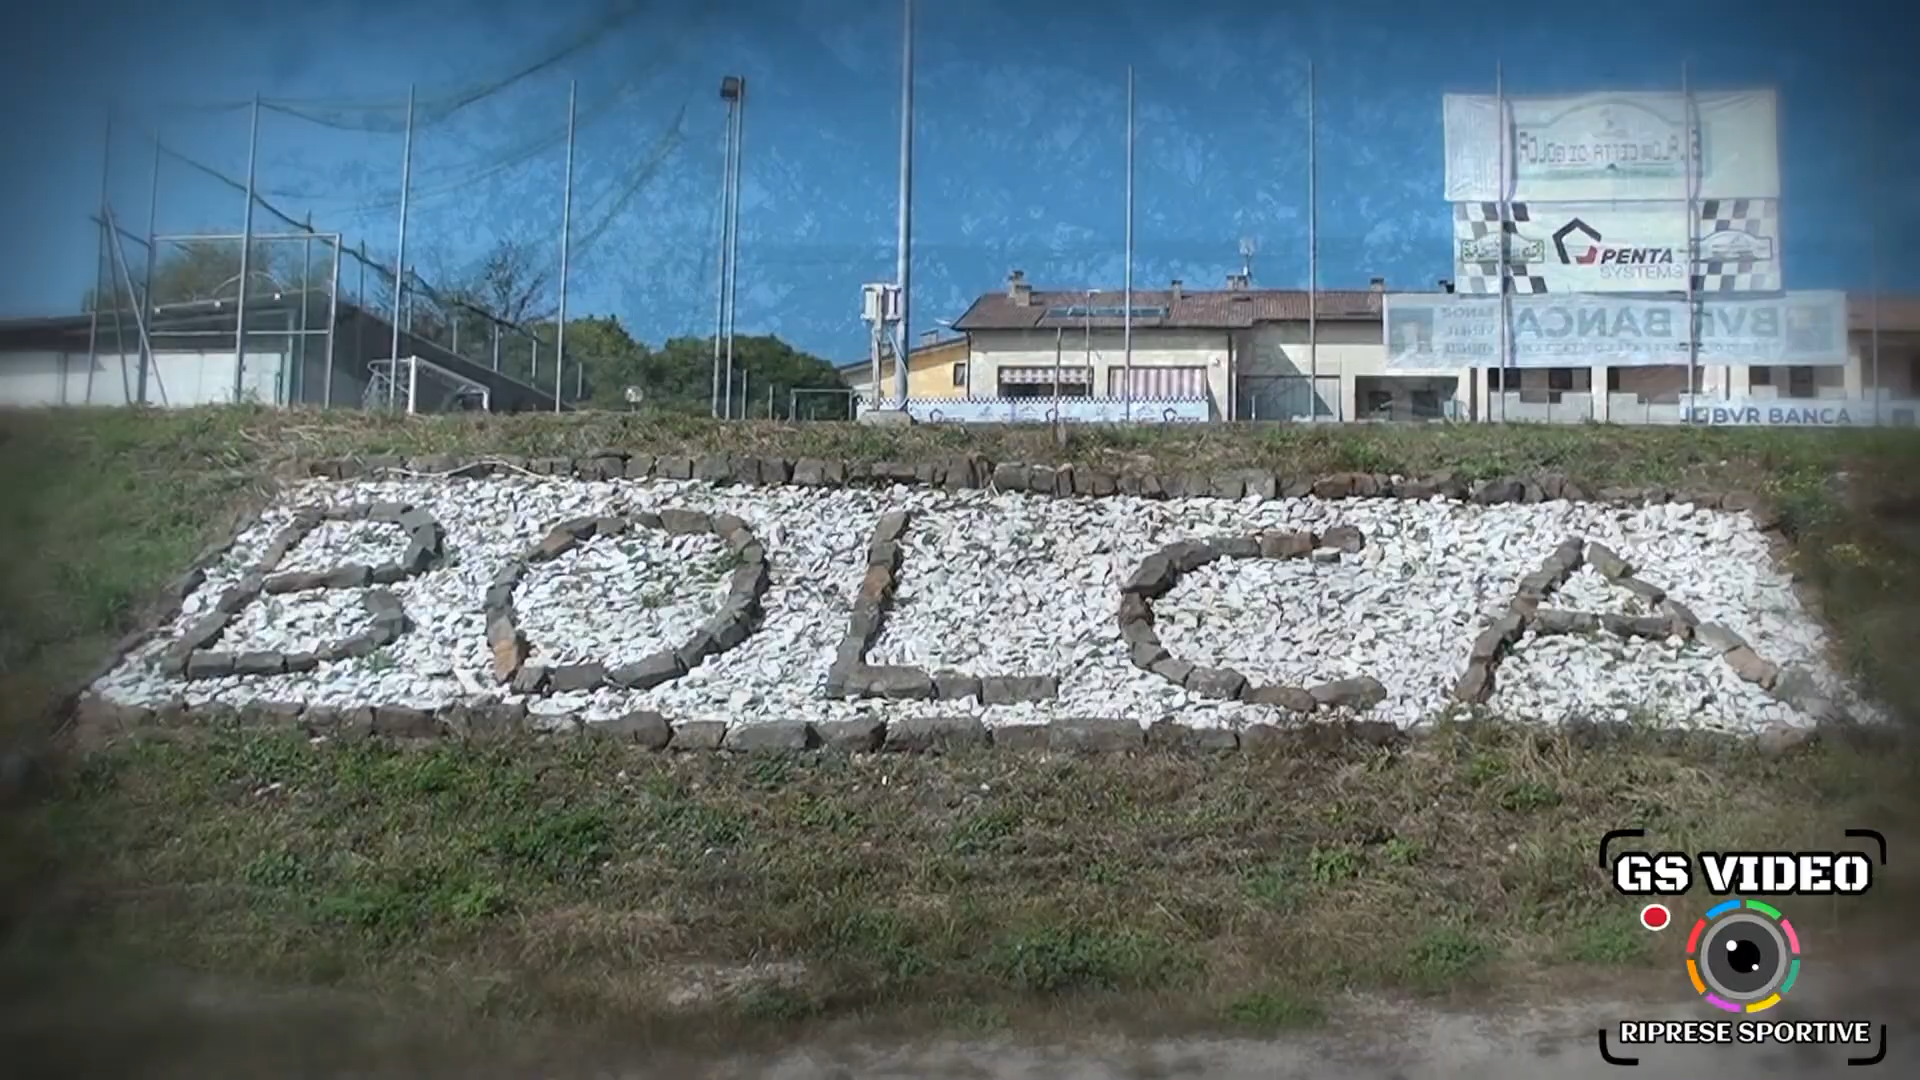 PENTA
SYSTEMS
BVR BANCA
BVR BANCA
BOLCA
GS VIDEO
RIPRESE SPORTIVE